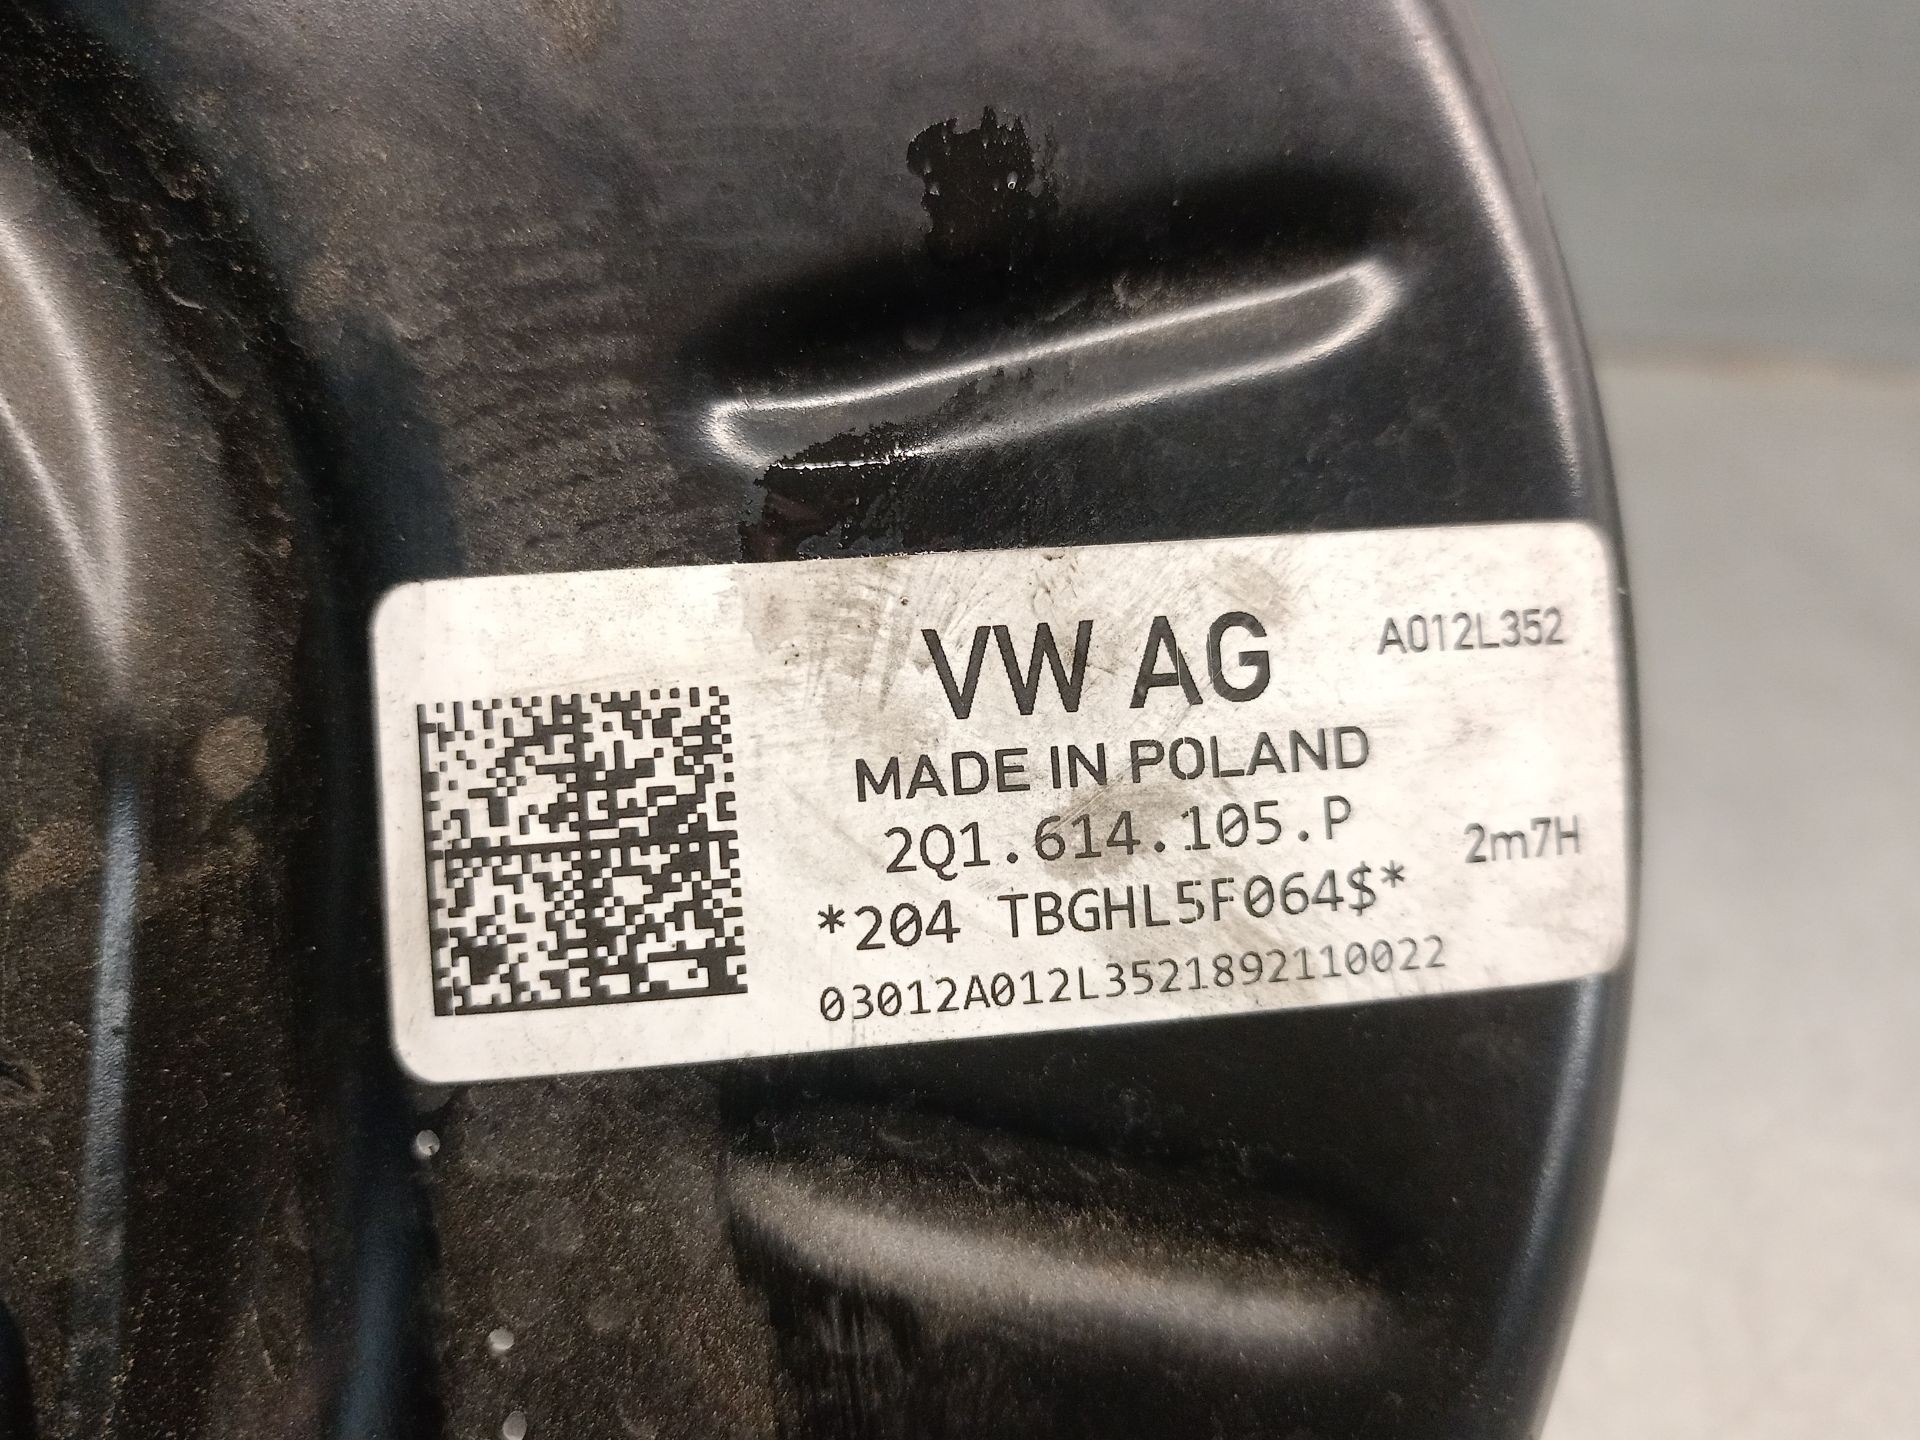 VW AG
A012L352
MADE IN POLAND
2Q1.614.105.P
2m7H
*204 TBGHL5F064$*
03012A012L3521892110022